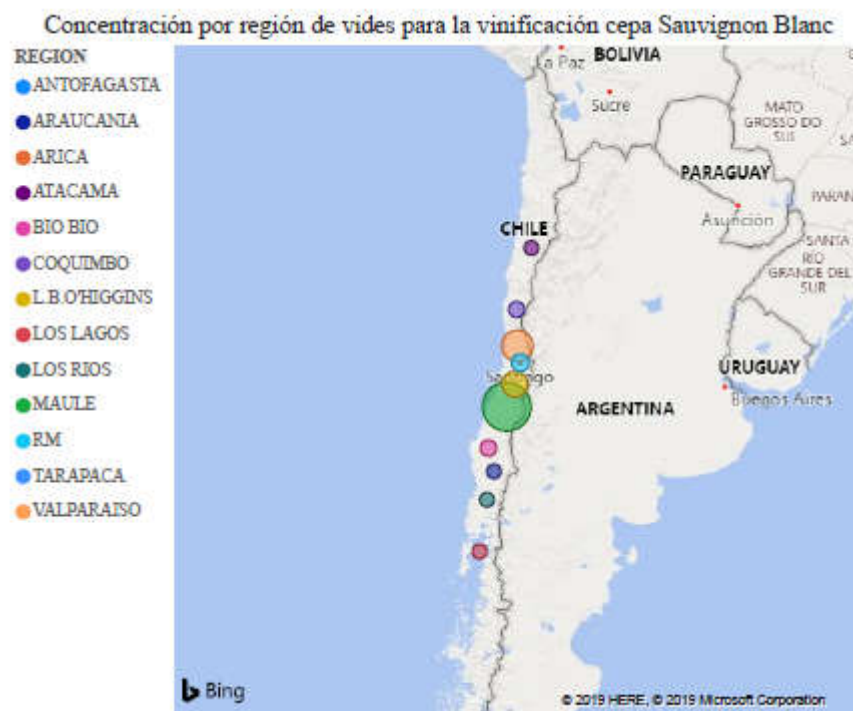 Concentración por región de vides para la vinificación cepa Sauvignon Blanc
REGION
ANTOFAGASTA
ARAUCANIA
ARICA
ATACAMA
BIO BIO
COQUIMBO
L.B.O'HIGGINS
LOS LAGOS
LOS RIOS
MAULE
RM
TARAPACA
VALPARAISO
La Paz
BOLIVIA
Sucre
MATO
GROSSO DO
SUL
PARAGUAY
PARAN
Asunción
CHILE
SANTA
RIO
GRANDE DEL
SUR
URUGUAY
Buenos Aires
ARGENTINA
Bing
© 2019 HERE, © 2019 Microsoft Corporation